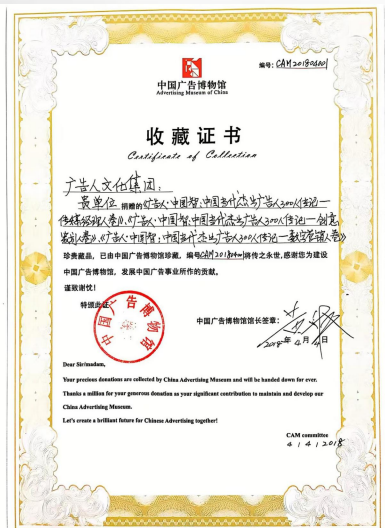 编号：CAM201804001
中国广告博物馆
Advertising Museum of China
收藏证书
Certificate of Collection
广告人文化集团：
贵单位 捐赠的《广告人·中国智：中国当代杰出广告人300人传记—
传媒经理人卷》、《广告人·中国智：中国当代杰出广告人300人传记—创意
人卷》、《广告人·中国智：中国当代杰出广告人300人传记—数字营销人卷》
珍贵藏品，已由中国广告博物馆珍藏，编号CAM201804001将传之永世，感谢您为建设
中国广告博物馆，发展中国广告事业所作的贡献。
谨致谢忱！
特颁此证
中国广告博物馆
中国广告博物馆馆长签章：
2018年4月4日
Dear Sir/madam,
Your precious donations are collected by China Advertising Museum and will be handed down for ever.
Thanks a million for your generous donation as your significant contribution to maintain and develop our
China Advertising Museum.
Let's create a brilliant future for Chinese Advertising together!
CAM committee
4/4/2018